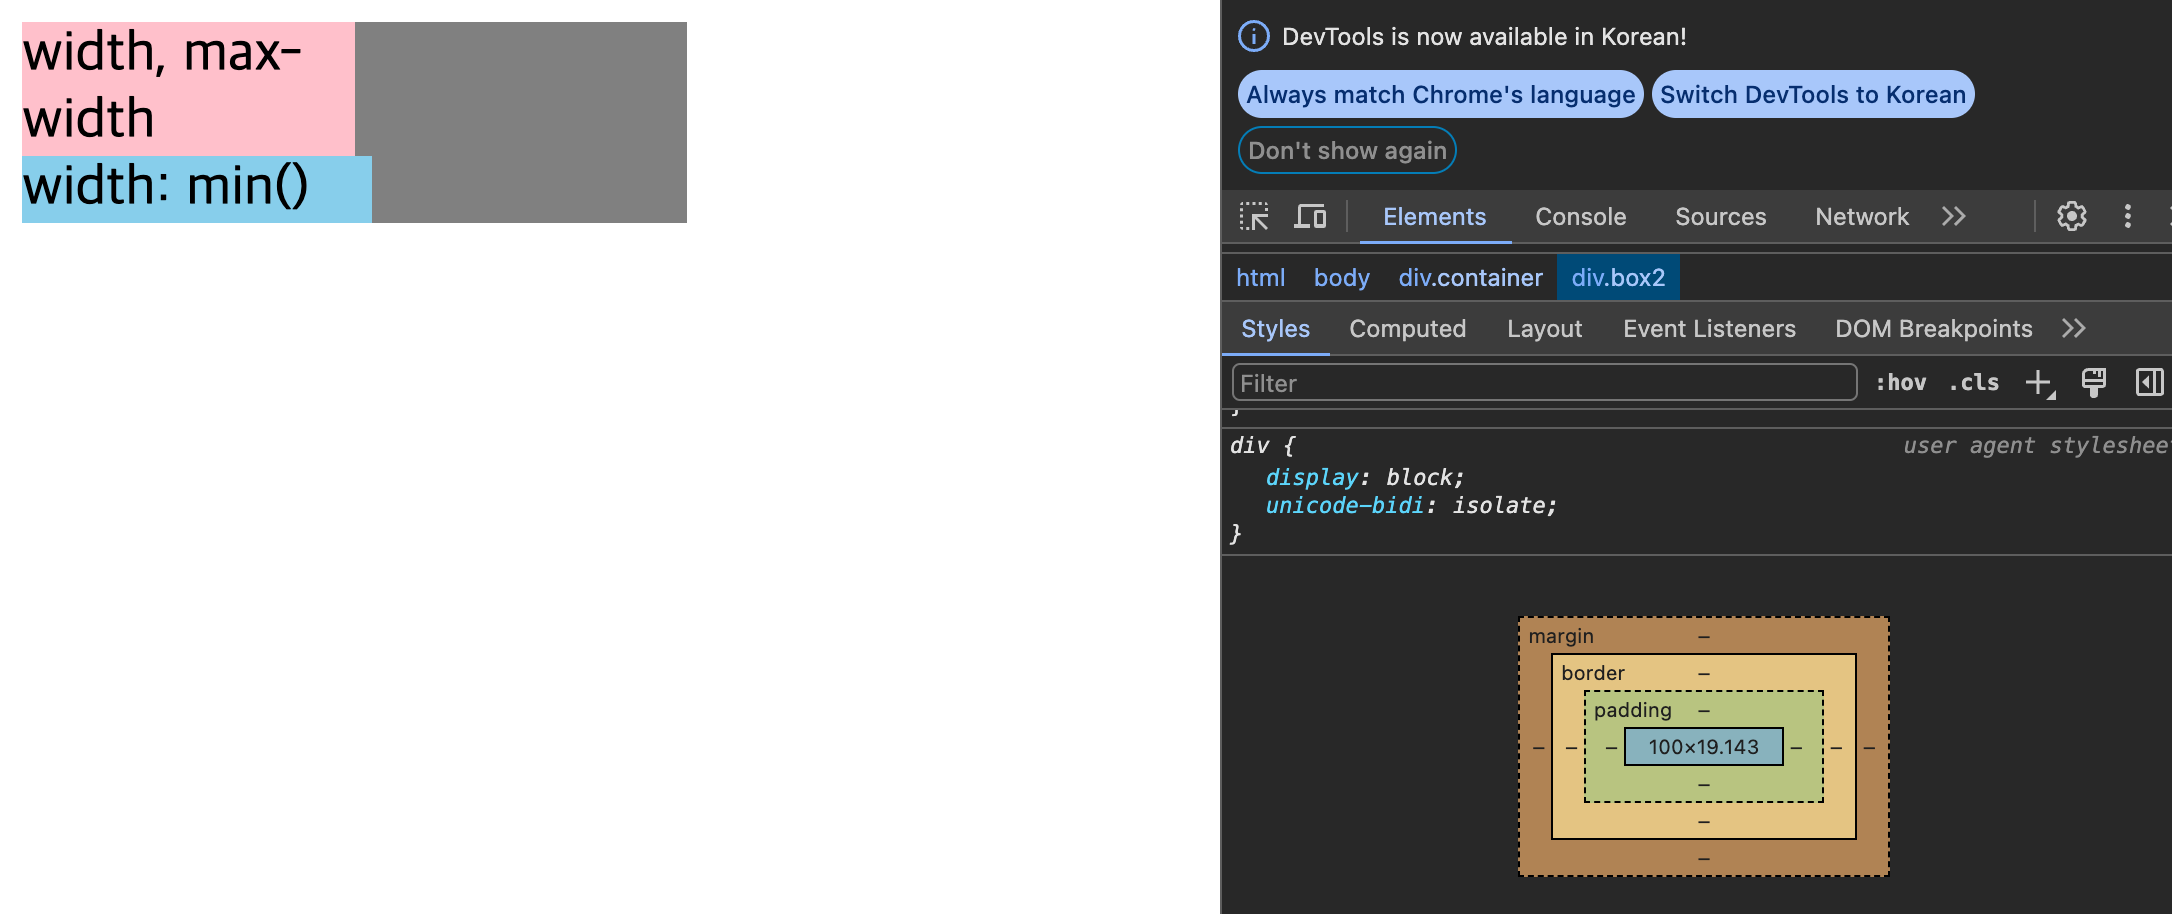 width, max-
width
width: min()
DevTools is now available in Korean!
Always match Chrome's language
Switch DevTools to Korean
Don't show again
Elements Console Sources Network
html body div.container div.box2
Styles Computed Layout Event Listeners DOM Breakpoints
Filter :hov .cls
}
div { user agent stylesheet
display: block;
unicode-bidi: isolate;
}
margin –
border –
padding –
– – – 100×19.143 – – –
–
–
–